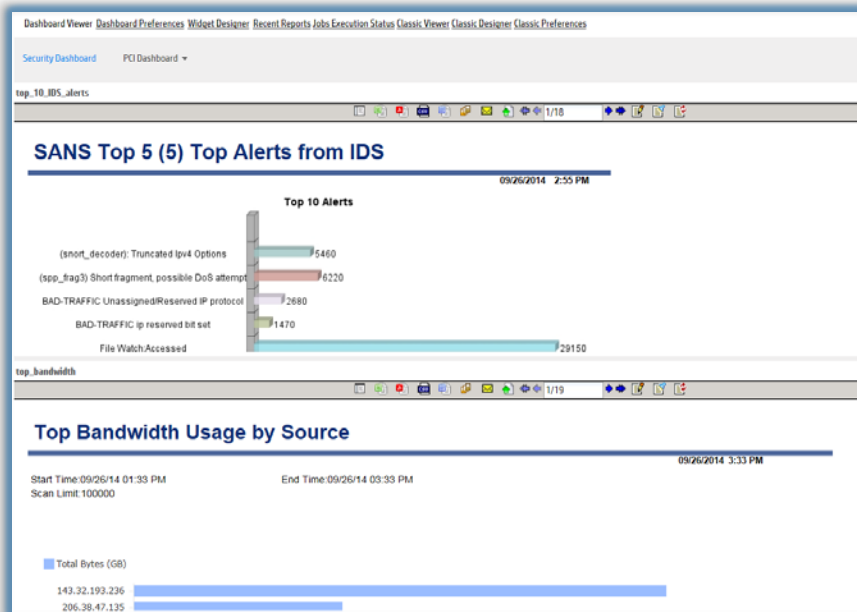 Dashboard Viewer Dashboard Preferences Widget Designer Recent Reports Jobs Execution Status Classic Viewer Classic Designer Classic Preferences
Security Dashboard PCI Dashboard
top_10_IDS_alerts
1/18
SANS Top 5 (5) Top Alerts from IDS
09/26/2014 2:55 PM
Top 10 Alerts
(snort_decoder): Truncated Ipv4 Options 5460
(spp_frag3) Short fragment, possible DoS attempt 6220
BAD-TRAFFIC Unassigned/Reserved IP protocol 2680
BAD-TRAFFIC ip reserved bit set 1470
File Watch:Accessed 29150
top_bandwidth
1/19
Top Bandwidth Usage by Source
09/26/2014 3:33 PM
Start Time:09/26/14 01:33 PM End Time:09/26/14 03:33 PM
Scan Limit:100000
Total Bytes (GB)
143.32.193.236
206.38.47.135